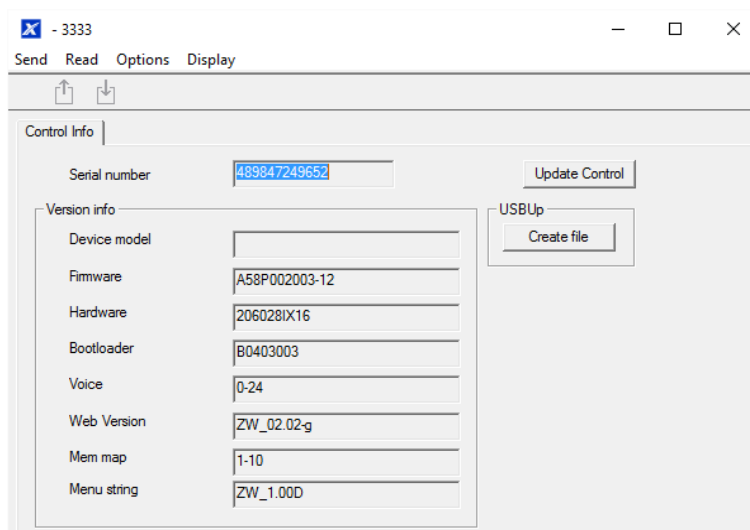 - 3333
Send Read Options Display
Control Info
Serial number 489847249652 Update Control
Version info USBUp
Device model Create file
Firmware A58P002003-12
Hardware 206028IX16
Bootloader B0403003
Voice 0-24
Web Version ZW_02.02-g
Mem map 1-10
Menu string ZW_1.00D